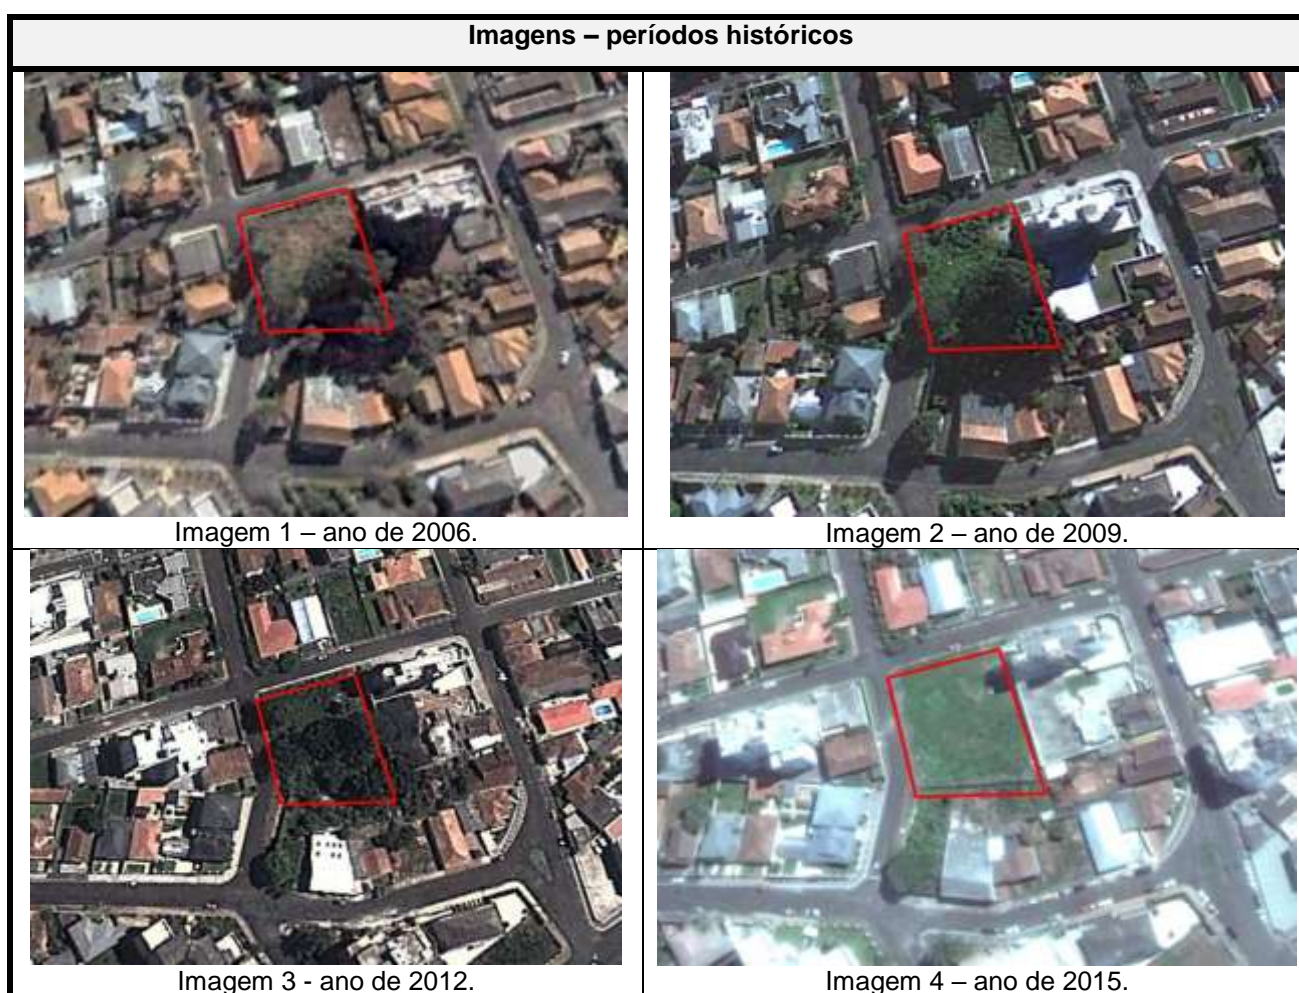 Imagens – períodos históricos
Imagem 1 – ano de 2006.
Imagem 2 – ano de 2009.
Imagem 3 - ano de 2012.
Imagem 4 – ano de 2015.